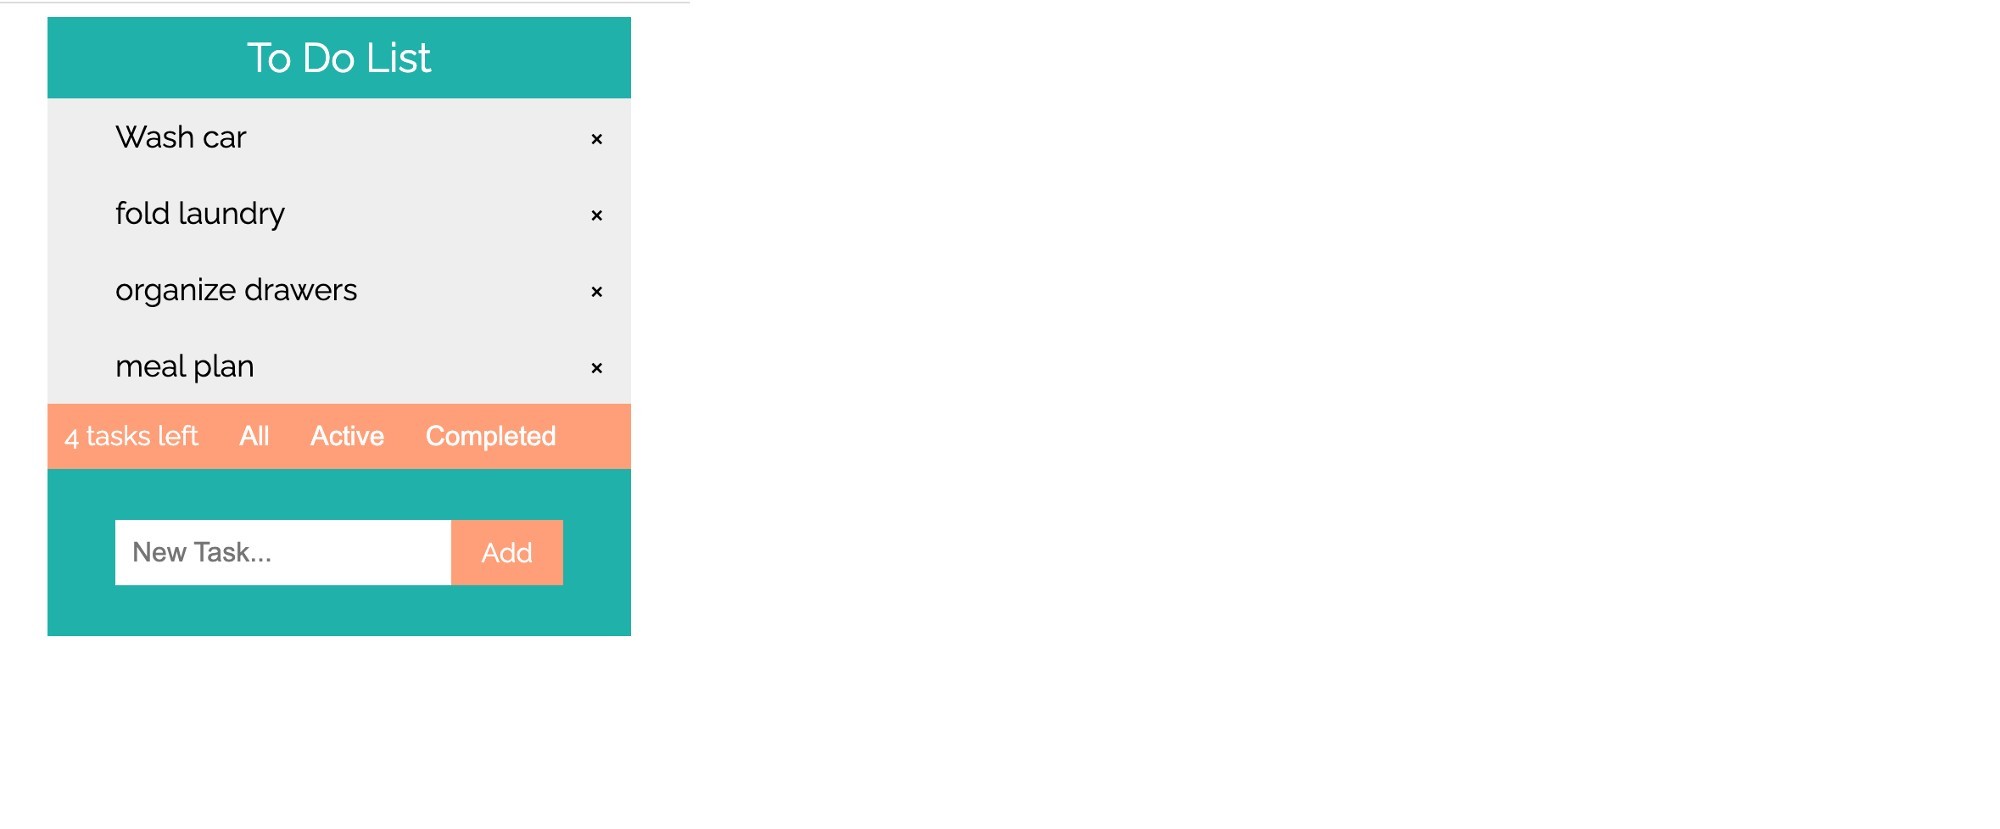 To Do List
Wash car ×
fold laundry ×
organize drawers ×
meal plan ×
4 tasks left All Active Completed
New Task... Add